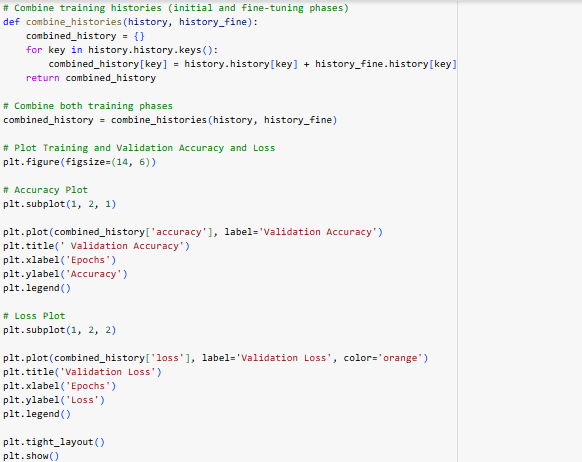 # Combine training histories (initial and fine-tuning phases)
def combine_histories(history, history_fine):
    combined_history = {}
    for key in history.history.keys():
        combined_history[key] = history.history[key] + history_fine.history[key]
    return combined_history

# Combine both training phases
combined_history = combine_histories(history, history_fine)

# Plot Training and Validation Accuracy and Loss
plt.figure(figsize=(14, 6))

# Accuracy Plot
plt.subplot(1, 2, 1)

plt.plot(combined_history['accuracy'], label='Validation Accuracy')
plt.title(' Validation Accuracy')
plt.xlabel('Epochs')
plt.ylabel('Accuracy')
plt.legend()

# Loss Plot
plt.subplot(1, 2, 2)

plt.plot(combined_history['loss'], label='Validation Loss', color='orange')
plt.title('Validation Loss')
plt.xlabel('Epochs')
plt.ylabel('Loss')
plt.legend()

plt.tight_layout()
plt.show()